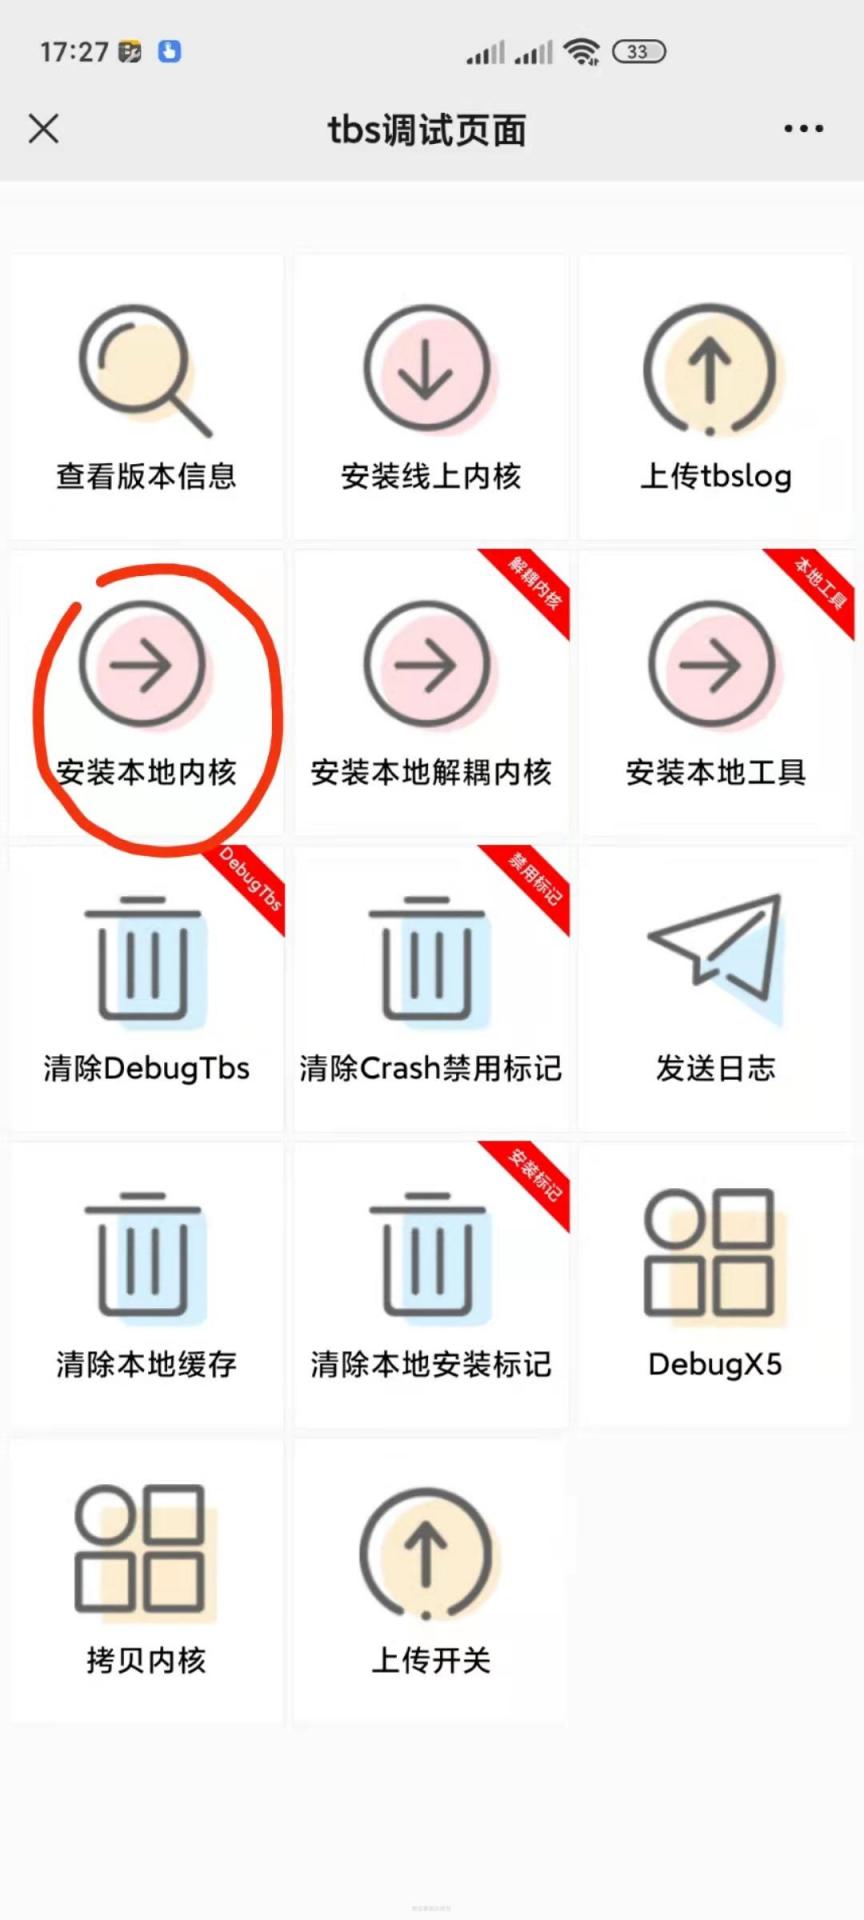 17:27
33
tbs调试页面
查看版本信息
安装线上内核
上传tbslog
解耦内核
本地工具
安装本地内核
安装本地解耦内核
安装本地工具
DebugTbs
禁用标记
清除DebugTbs
清除Crash禁用标记
发送日志
安装标记
清除本地缓存
清除本地安装标记
DebugX5
拷贝内核
上传开关